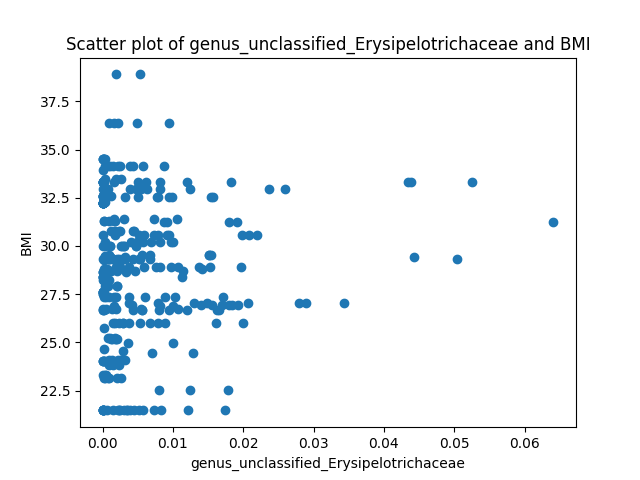 Scatter plot of genus_unclassified_Erysipelotrichaceae and BMI
37.5
35.0
32.5
30.0
27.5
25.0
22.5
BMI
0.00 0.01 0.02 0.03 0.04 0.05 0.06
genus_unclassified_Erysipelotrichaceae